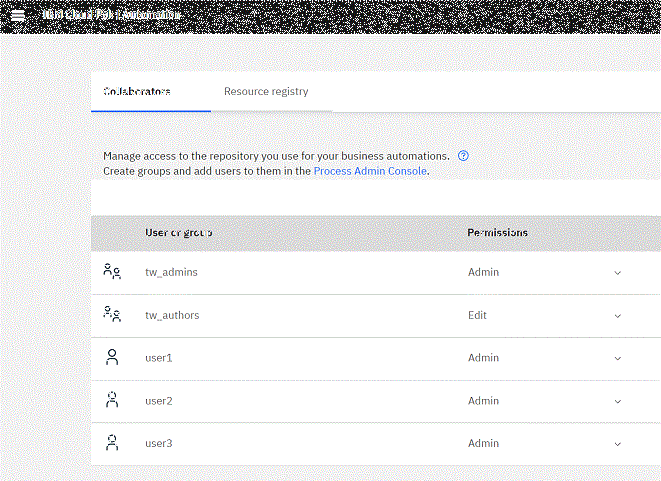 IBM Cloud Pak | Automation
Collaborators Resource registry
Manage access to the repository you use for your business automations.
Create groups and add users to them in the Process Admin Console.
User or group Permissions
tw_admins Admin
tw_authors Edit
user1 Admin
user2 Admin
user3 Admin